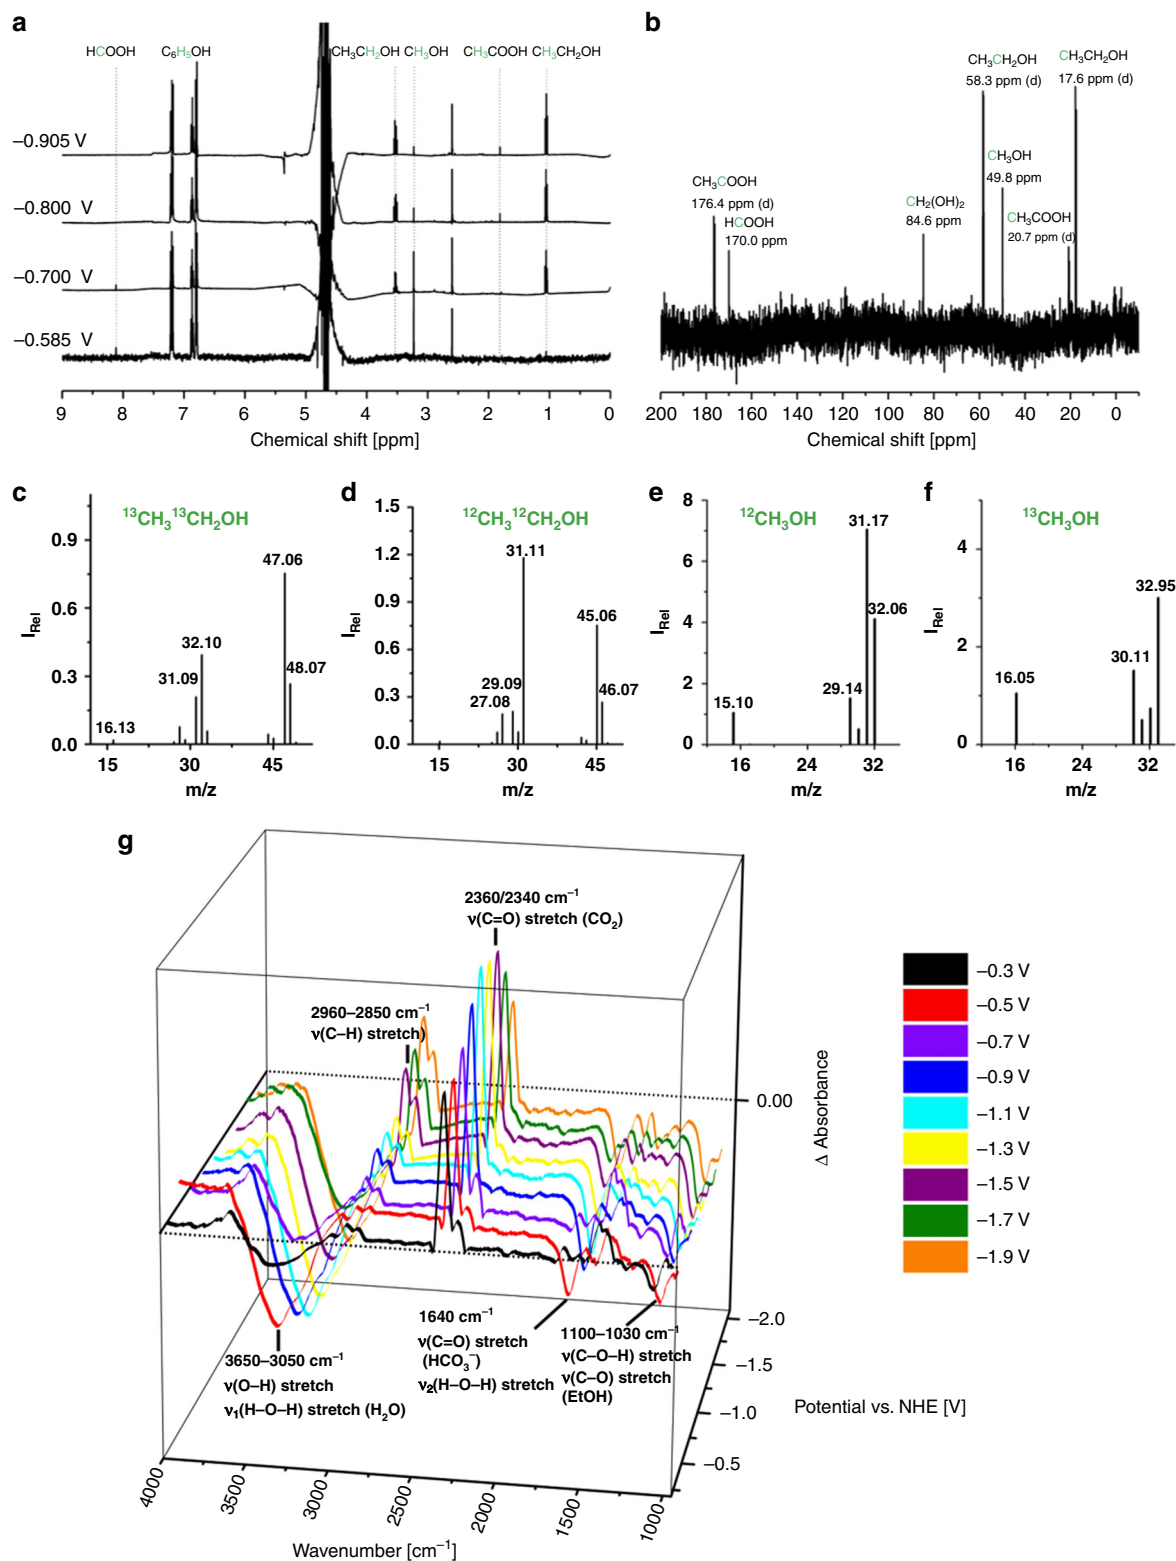 a
HCOOH
C₆H₅OH
CH₃CH₂OH
CH₃OH
CH₃COOH
CH₃CH₂OH
–0.905 V
–0.800 V
–0.700 V
–0.585 V
9 8 7 6 5 4 3 2 1 0
Chemical shift [ppm]
b
CH₃CH₂OH
58.3 ppm (d)
CH₃CH₂OH
17.6 ppm (d)
CH₃OH
49.8 ppm
CH₃COOH
176.4 ppm (d)
HCOOH
170.0 ppm
CH₂(OH)₂
84.6 ppm
CH₃COOH
20.7 ppm (d)
200 180 160 140 120 100 80 60 40 20 0
Chemical shift [ppm]
c
¹³CH₃¹³CH₂OH
0.9
0.6
0.3
0.0
I_Rel
47.06
32.10
31.09
48.07
16.13
15 30 45
m/z
d
¹²CH₃¹²CH₂OH
1.5
1.2
0.9
0.6
0.3
0.0
I_Rel
31.11
45.06
29.09
27.08
46.07
15 30 45
m/z
e
¹²CH₃OH
8
6
4
2
0
31.17
32.06
29.14
15.10
16 24 32
m/z
f
¹³CH₃OH
4
2
0
I_Rel
32.95
30.11
16.05
16 24 32
m/z
g
2360/2340 cm⁻¹
ν(C=O) stretch (CO₂)
2960–2850 cm⁻¹
ν(C–H) stretch)
–0.3 V
–0.5 V
–0.7 V
–0.9 V
–1.1 V
–1.3 V
–1.5 V
–1.7 V
–1.9 V
0.00
Δ Absorbance
3650–3050 cm⁻¹
ν(O–H) stretch
ν₁(H–O–H) stretch (H₂O)
1640 cm⁻¹
ν(C=O) stretch
(HCO₃⁻)
ν₂(H–O–H) stretch
1100–1030 cm⁻¹
ν(C–O–H) stretch
ν(C–O) stretch
(EtOH)
–2.0
–1.5
–1.0
–0.5
Potential vs. NHE [V]
4000 3500 3000 2500 2000 1500 1000
Wavenumber [cm⁻¹]